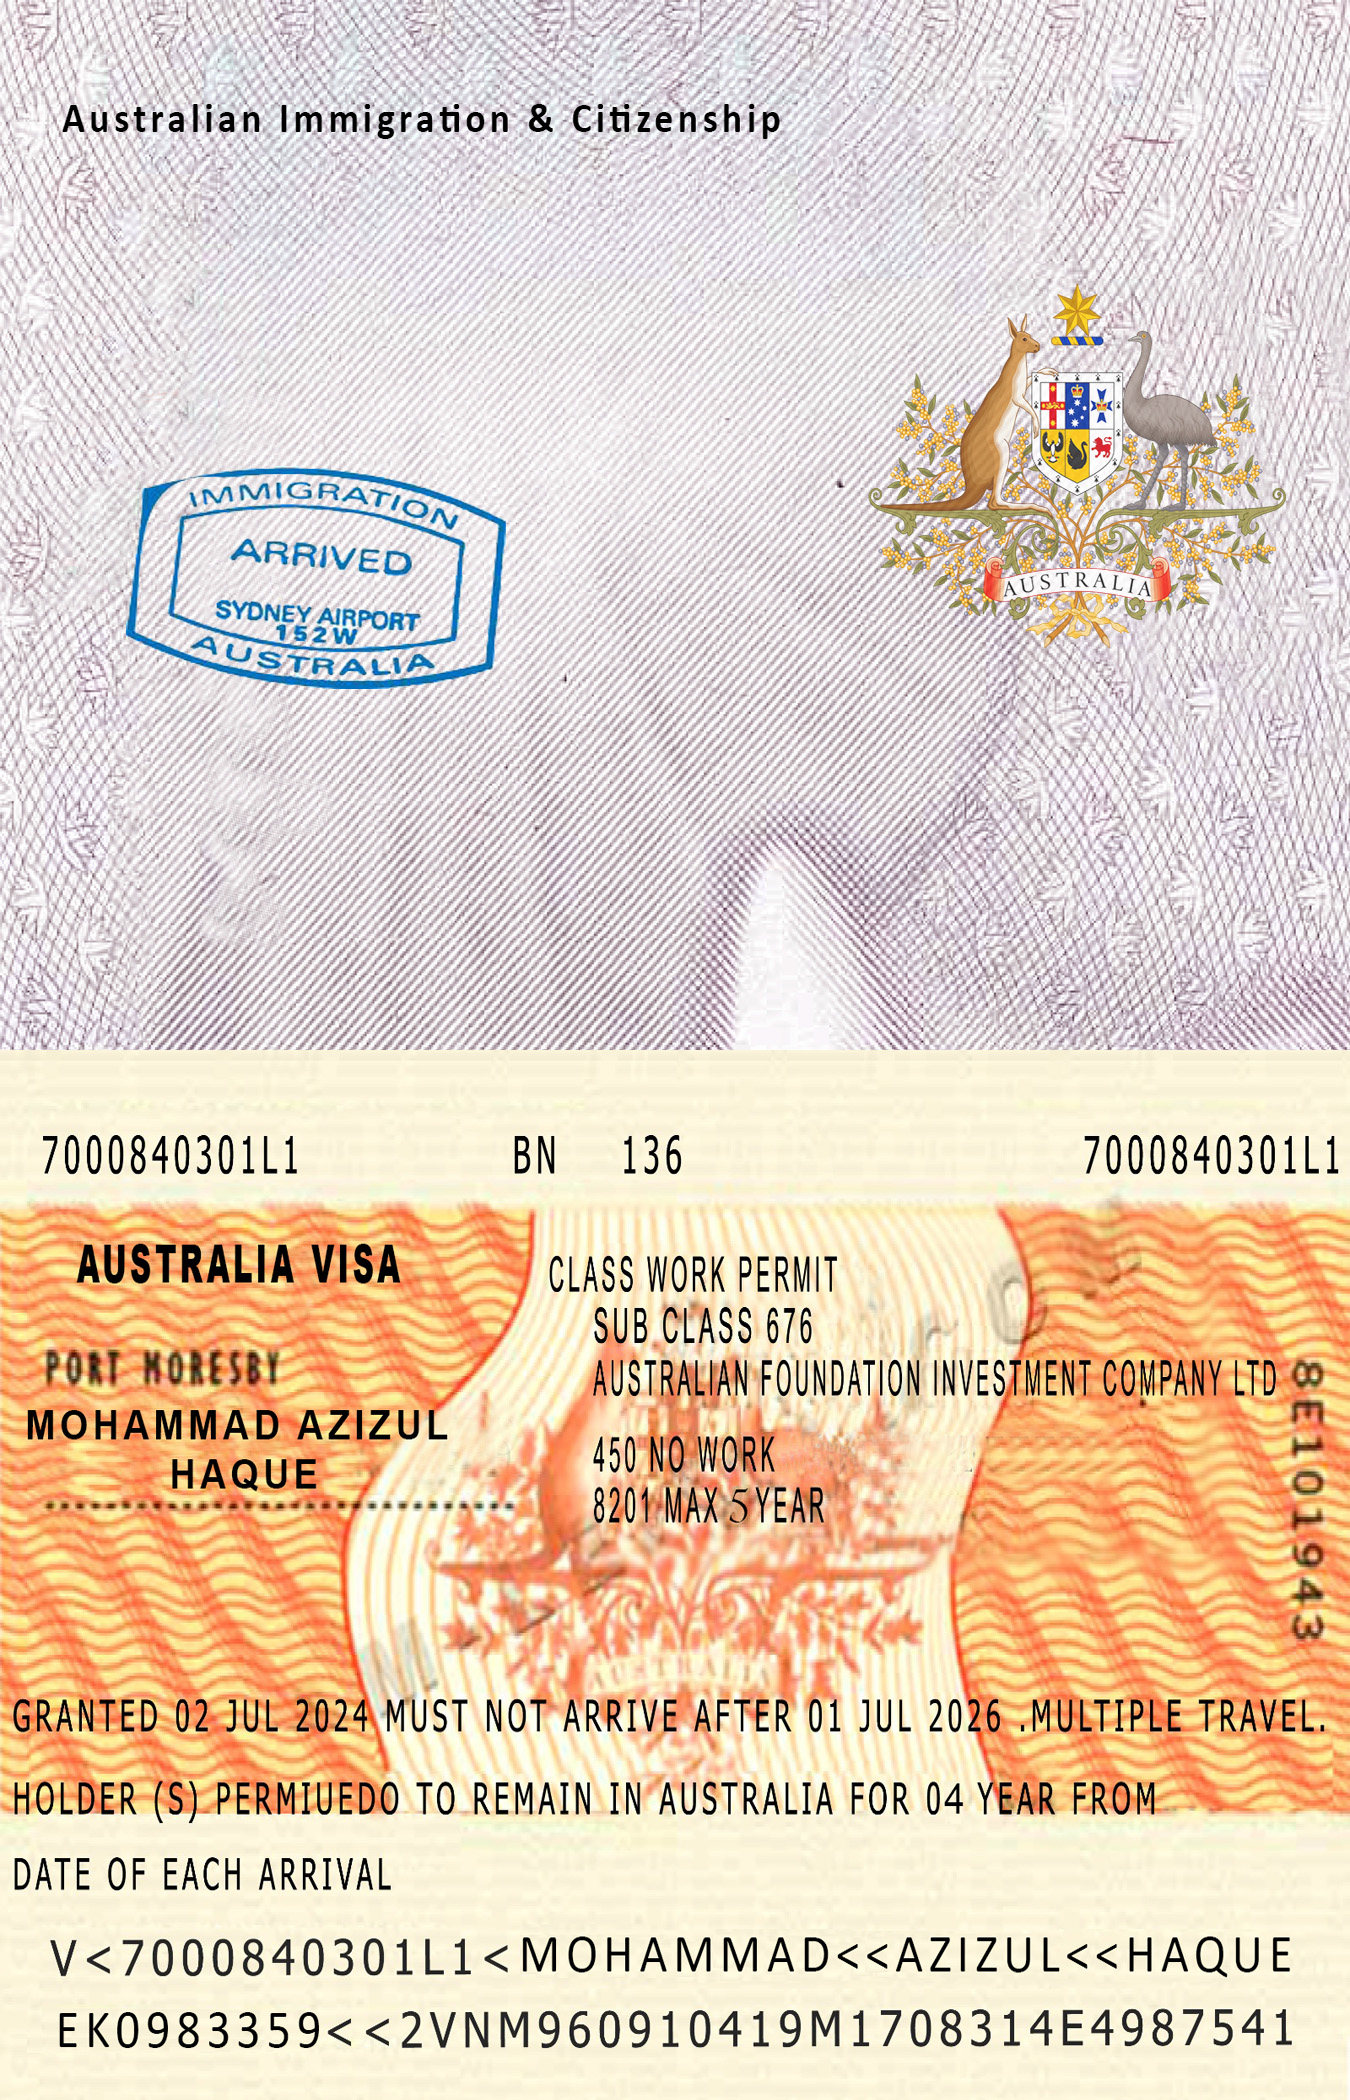 Australian Immigration & Citizenship
AUSTRALIA
IMMIGRATION
ARRIVED
SYDNEY AIRPORT
152W
AUSTRALIA
7000840301L1 BN 136 7000840301L1
AUSTRALIA VISA
PORT MORESBY
MOHAMMAD AZIZUL
HAQUE
CLASS WORK PERMIT
SUB CLASS 676
AUSTRALIAN FOUNDATION INVESTMENT COMPANY LTD
450 NO WORK
8201 MAX 5 YEAR
8E101943
GRANTED 02 JUL 2024 MUST NOT ARRIVE AFTER 01 JUL 2026 .MULTIPLE TRAVEL.
HOLDER (S) PERMIUEDO TO REMAIN IN AUSTRALIA FOR 04 YEAR FROM
DATE OF EACH ARRIVAL
V<7000840301L1<MOHAMMAD<<AZIZUL<<HAQUE
EK0983359<<2VNM960910419M1708314E4987541